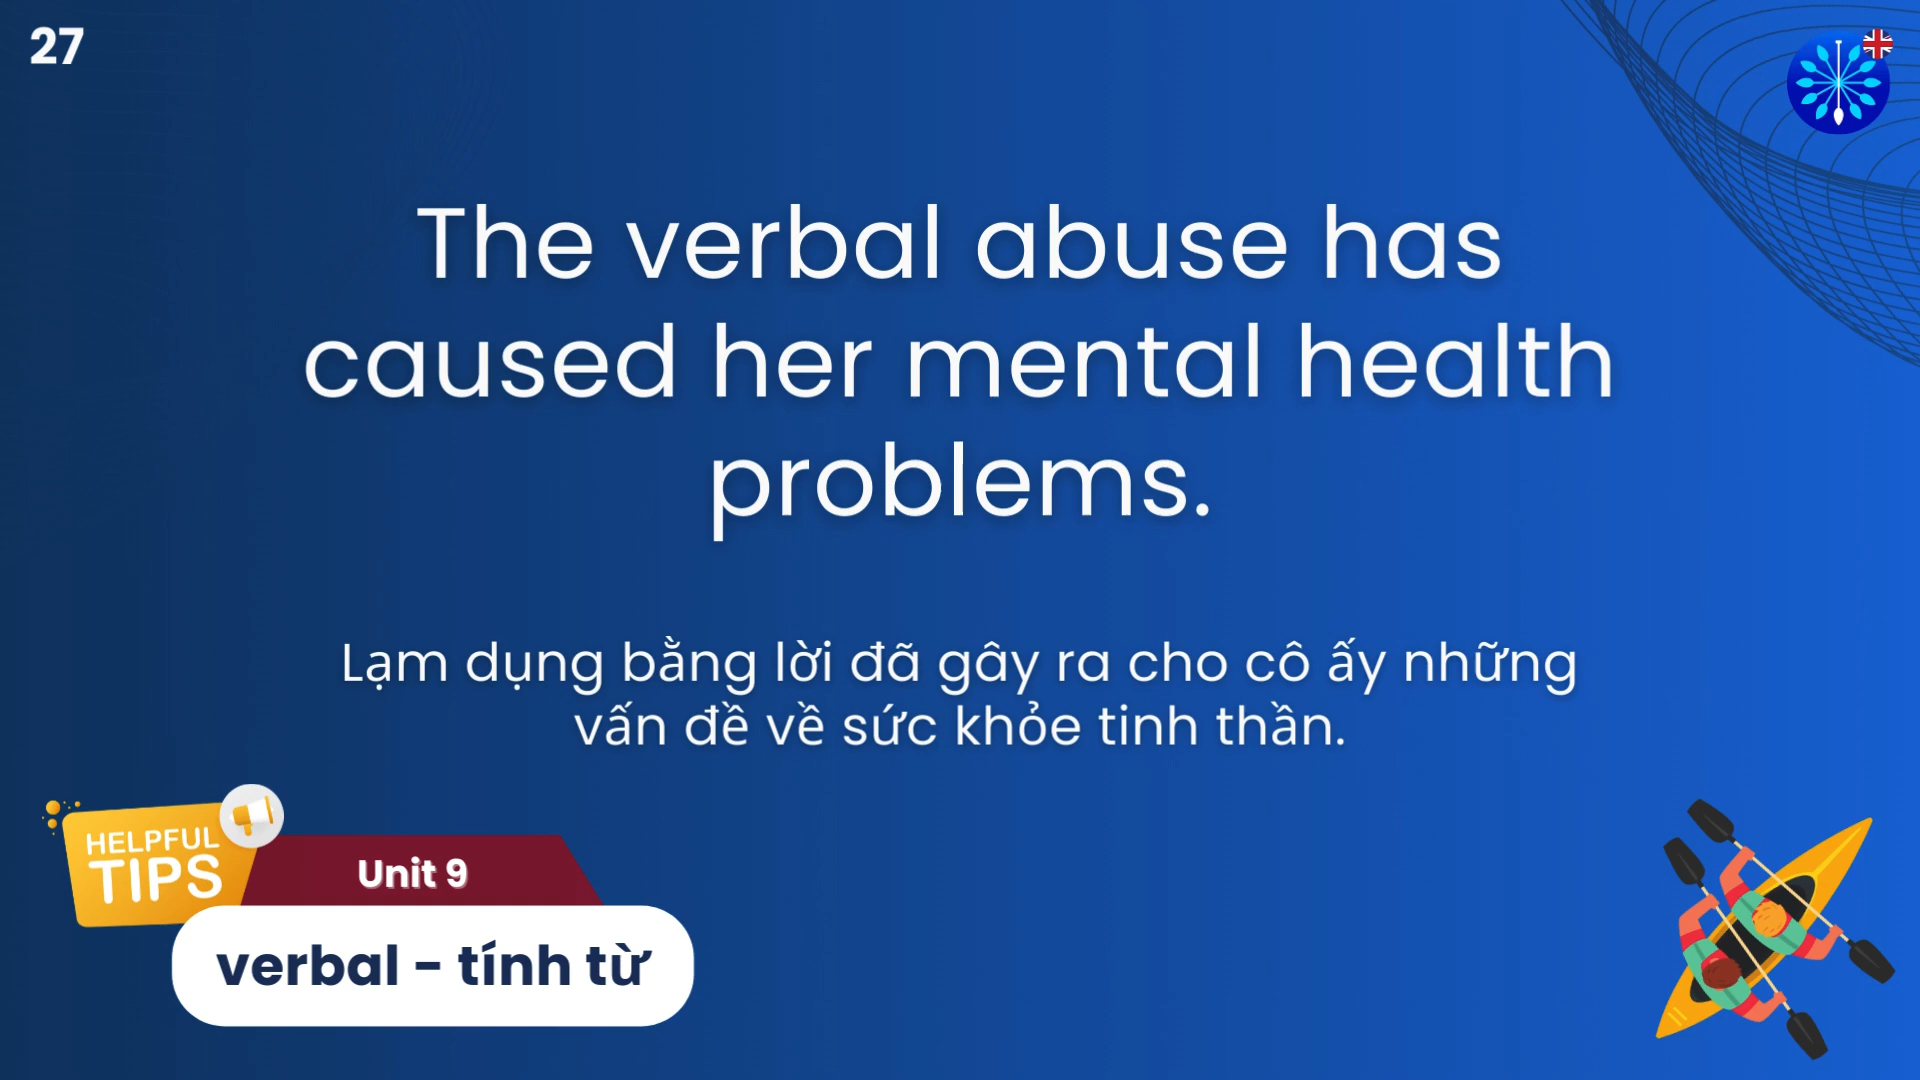 27
The verbal abuse has
caused her mental health
problems.
Lạm dụng bằng lời đã gây ra cho cô ấy những
vấn đề về sức khỏe tinh thần.
HELPFUL
TIPS
Unit 9
verbal - tính từ